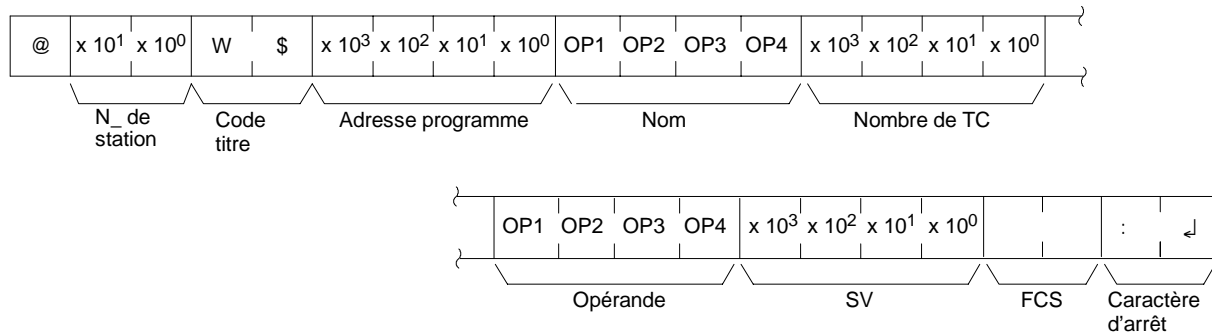 @ x 10¹ x 10⁰ W $ x 10³ x 10² x 10¹ x 10⁰ OP1 OP2 OP3 OP4 x 10³ x 10² x 10¹ x 10⁰
N_ de station
Code titre
Adresse programme
Nom
Nombre de TC
OP1 OP2 OP3 OP4 x 10³ x 10² x 10¹ x 10⁰ : ↲
Opérande
SV
FCS
Caractère d'arrêt